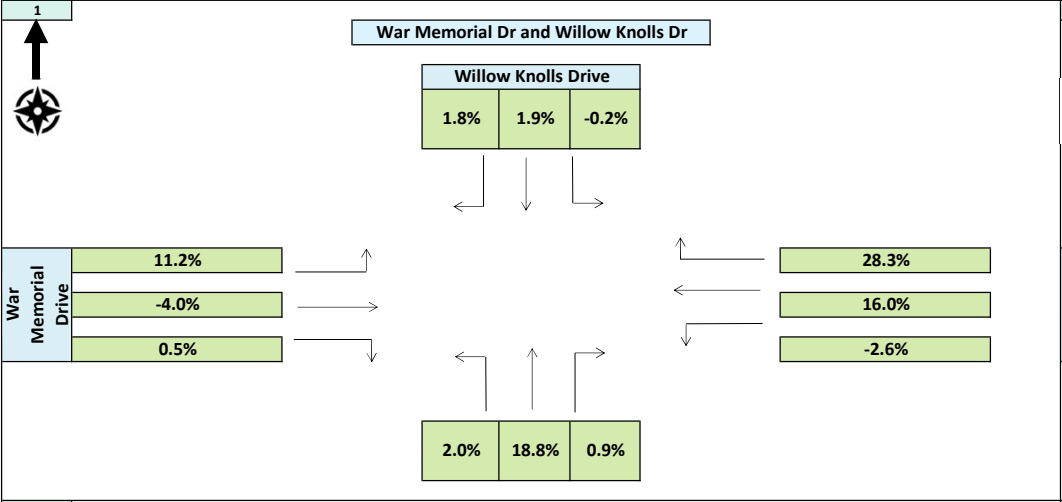 1
War Memorial Dr and Willow Knolls Dr
Willow Knolls Drive
1.8% 1.9% -0.2%
War
Memorial
Drive
11.2%
-4.0%
0.5%
28.3%
16.0%
-2.6%
2.0% 18.8% 0.9%